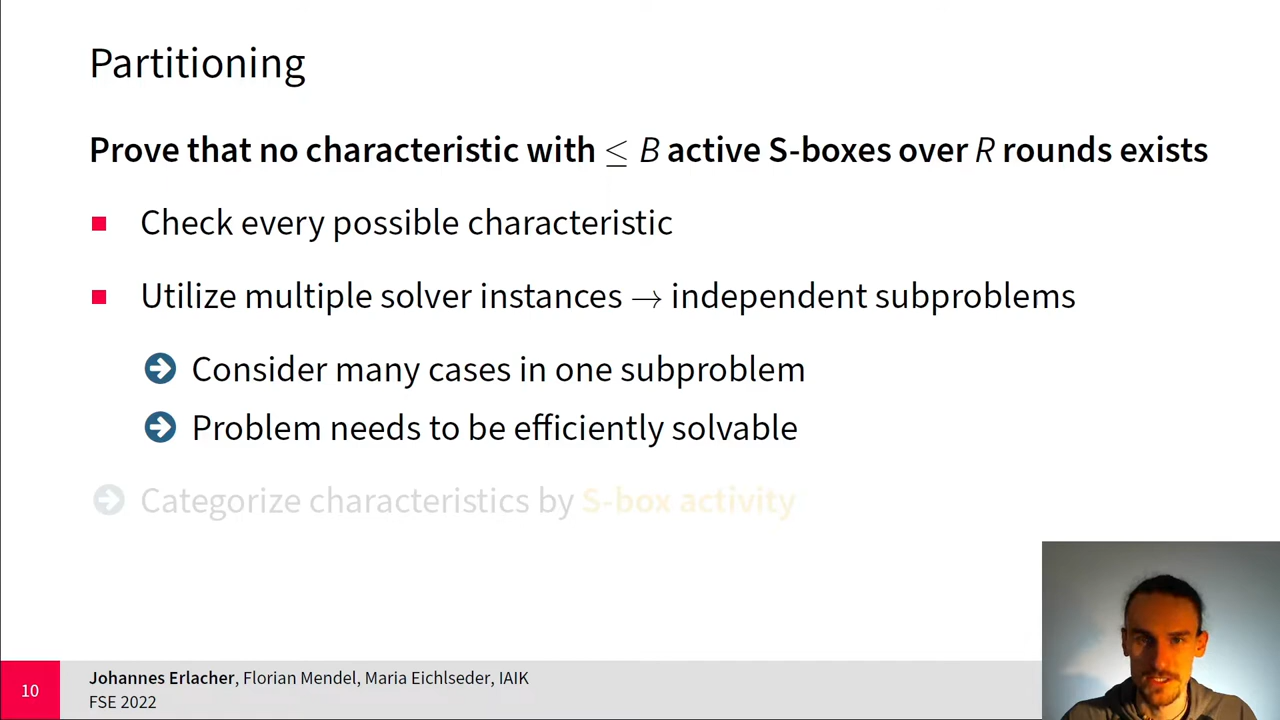 Partitioning
Prove that no characteristic with ≤ B active S-boxes over R rounds exists
Check every possible characteristic
Utilize multiple solver instances → independent subproblems
Consider many cases in one subproblem
Problem needs to be efficiently solvable
Categorize characteristics by S-box activity
10
Johannes Erlacher, Florian Mendel, Maria Eichlseder, IAIK
FSE 2022